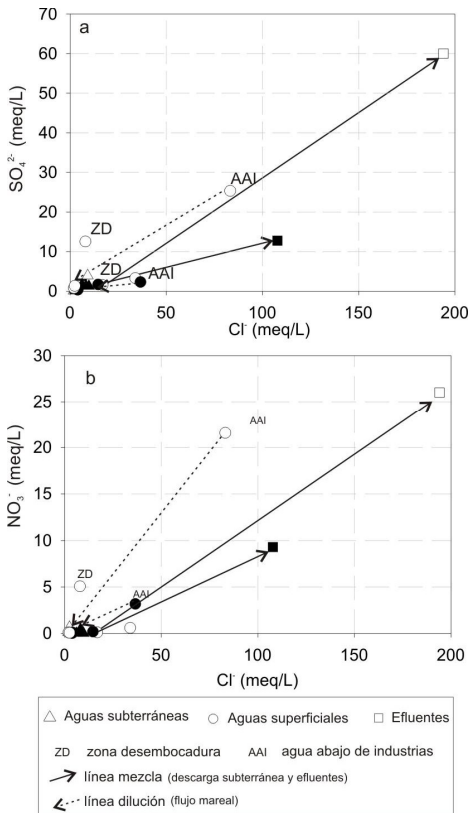 a
70
60
50
40
30
20
10
0
SO₄²⁻ (meq/L)
AAI
ZD
ZD
AAI
0 50 100 150 200
Cl⁻ (meq/L)
b
30
25
20
15
10
5
0
NO₃⁻ (meq/L)
AAI
ZD
AAI
0 50 100 150 200
Cl⁻ (meq/L)
Aguas subterráneas Aguas superficiales Efluentes
ZD zona desembocadura AAI agua abajo de industrias
línea mezcla (descarga subterránea y efluentes)
línea dilución (flujo mareal)